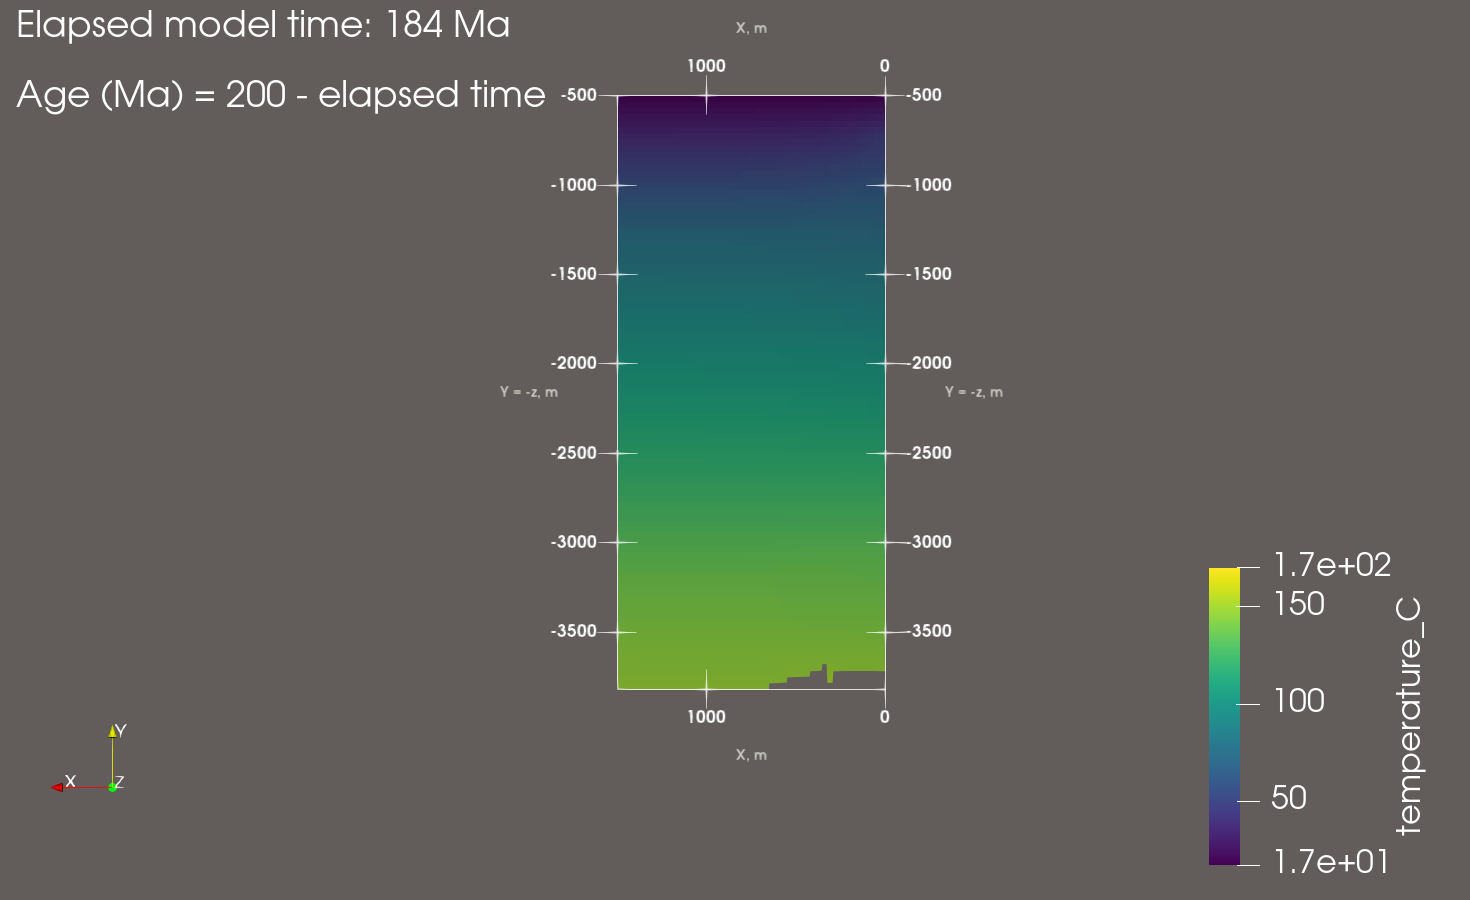 Elapsed model time: 184 Ma
X, m
1000 0
Age (Ma) = 200 - elapsed time
-500 -500
-1000 -1000
-1500 -1500
-2000 -2000
Y = -z, m Y = -z, m
-2500 -2500
-3000 -3000
-3500 -3500
1000 0
X, m
1.7e+02
150
100
50
1.7e+01
temperature_C
Y
X Z